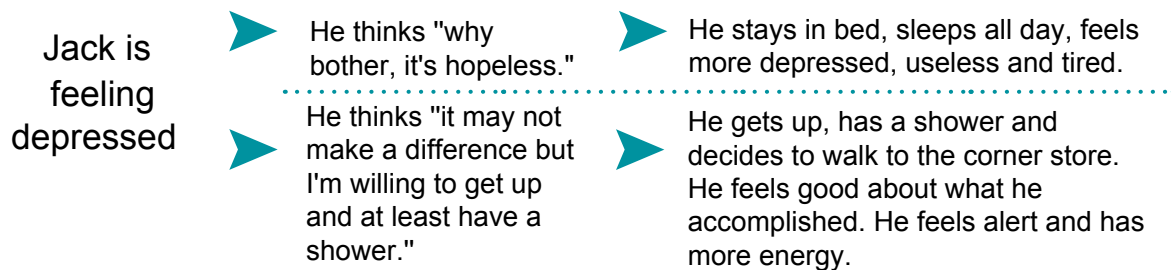 Jack is
feeling
depressed
He thinks "why
bother, it's hopeless."
He stays in bed, sleeps all day, feels
more depressed, useless and tired.
He thinks "it may not
make a difference but
I'm willing to get up
and at least have a
shower."
He gets up, has a shower and
decides to walk to the corner store.
He feels good about what he
accomplished. He feels alert and has
more energy.